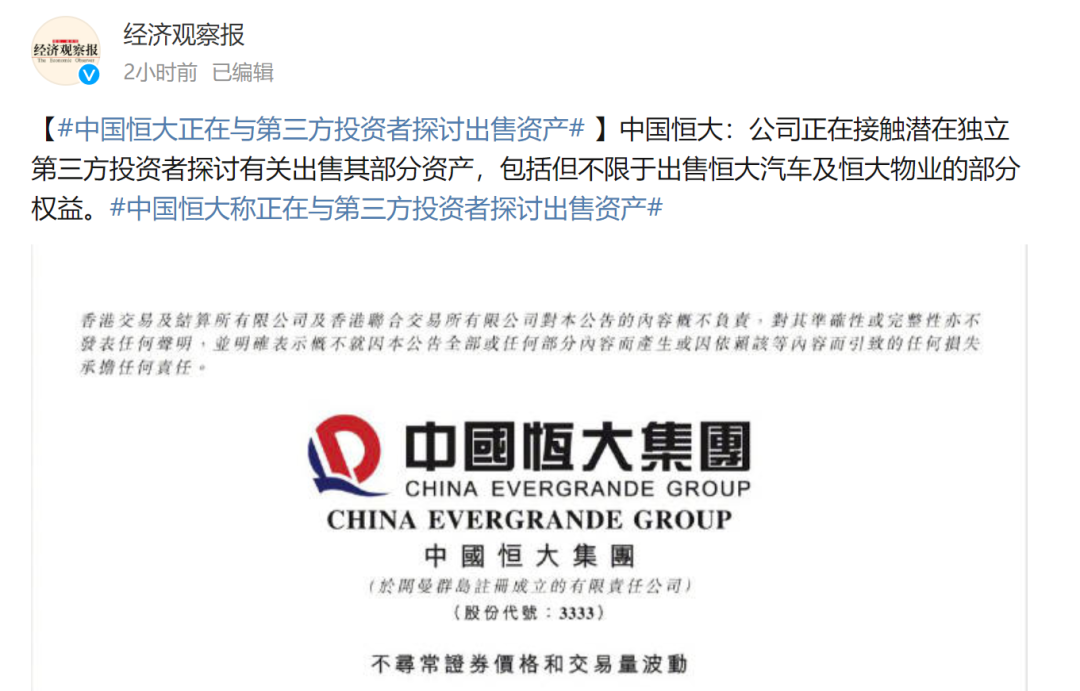 经济观察报
The Economic Observer
经济观察报
2小时前 已编辑
【#中国恒大正在与第三方投资者探讨出售资产# 】中国恒大：公司正在接触潜在独立
第三方投资者探讨有关出售其部分资产，包括但不限于出售恒大汽车及恒大物业的部分
权益。#中国恒大称正在与第三方投资者探讨出售资产#
香港交易及結算所有限公司及香港聯合交易所有限公司對本公告的內容概不負責，對其準確性或完整性亦不
發表任何聲明，並明確表示概不就因本公告全部或任何部分內容而產生或因依賴該等內容而引致的任何損失
承擔任何責任。
中國恆大集團
CHINA EVERGRANDE GROUP
CHINA EVERGRANDE GROUP
中國恒大集團
（於開曼群島註冊成立的有限責任公司）
（股份代號：3333）
不尋常證券價格和交易量波動